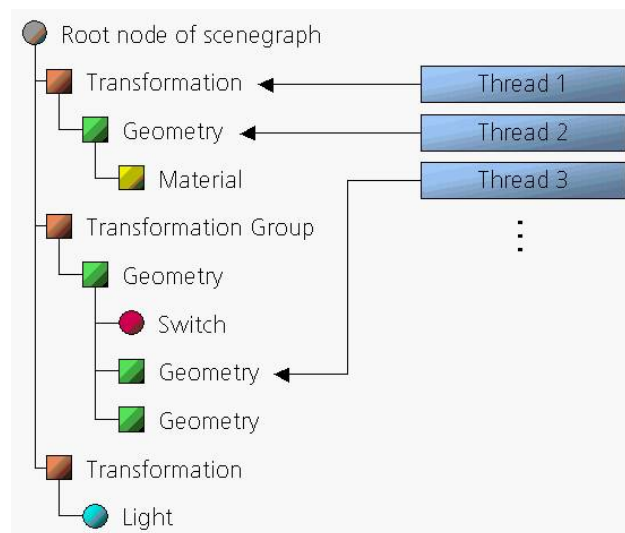 Root node of scenegraph
Transformation
Thread 1
Geometry
Thread 2
Material
Thread 3
Transformation Group
Geometry
Switch
Geometry
Geometry
Transformation
Light